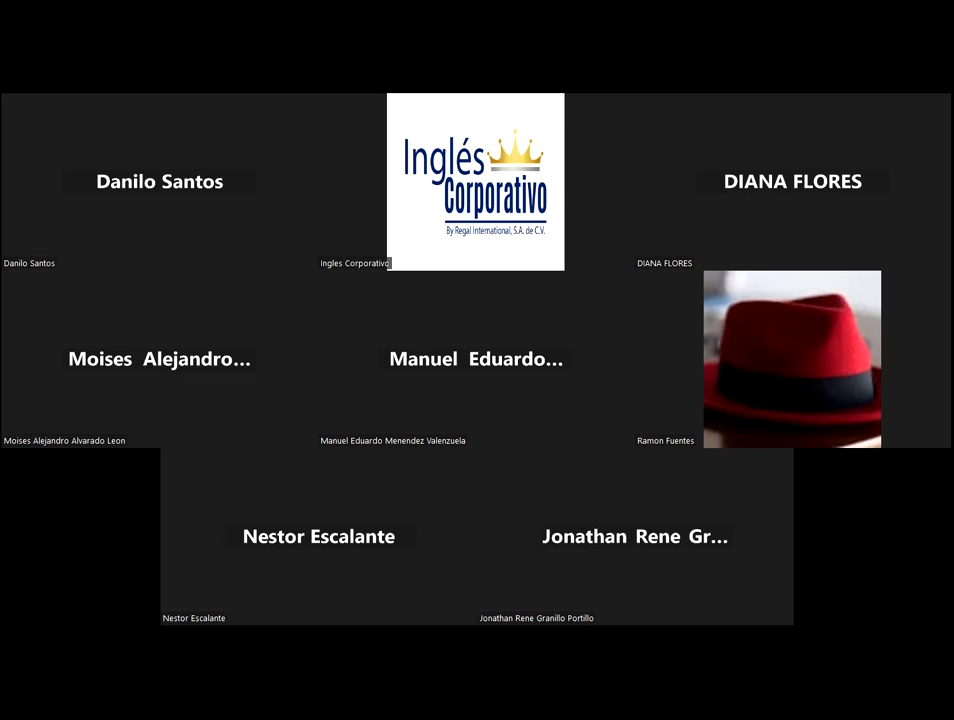 Danilo Santos
Inglés
Corporativo
By Regal International, S.A. de C.V.
DIANA FLORES
Danilo Santos
Ingles Corporativo
DIANA FLORES
Moises Alejandro...
Manuel Eduardo...
Moises Alejandro Alvarado Leon
Manuel Eduardo Menendez Valenzuela
Ramon Fuentes
Nestor Escalante
Jonathan Rene Gr...
Nestor Escalante
Jonathan Rene Granillo Portillo